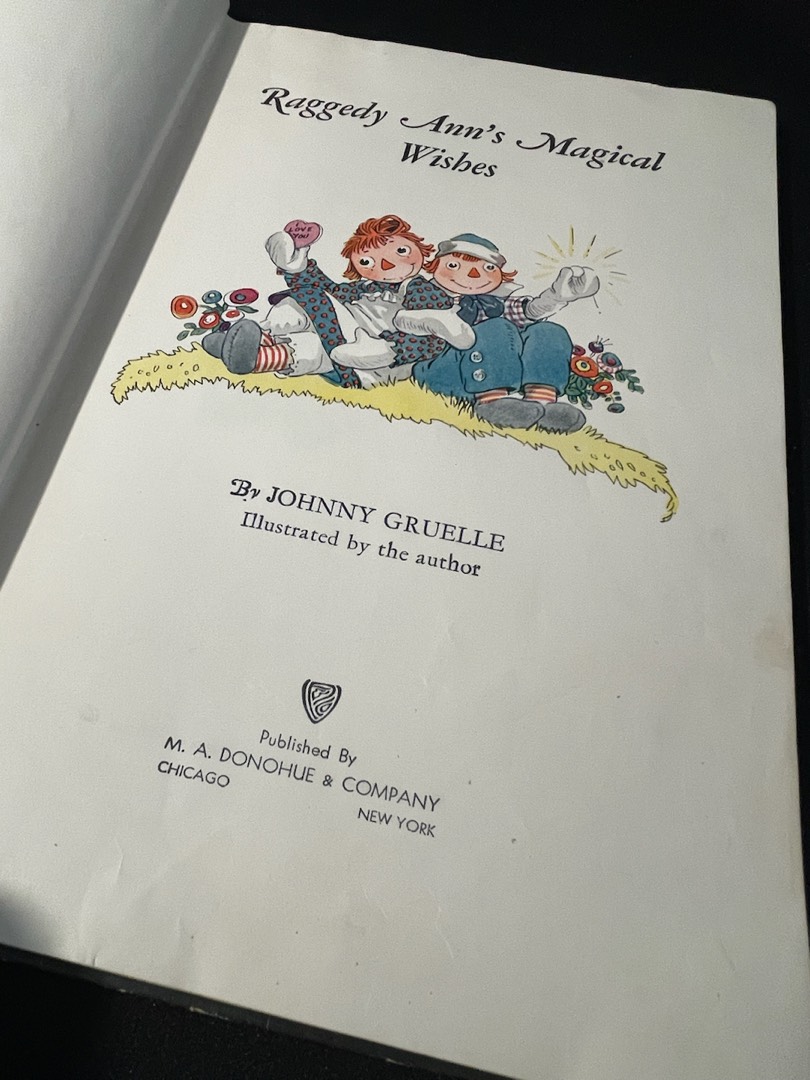 Raggedy Ann's Magical
Wishes
I
LOVE
YOU
By JOHNNY GRUELLE
Illustrated by the author
Published By
M. A. DONOHUE & COMPANY
CHICAGO
NEW YORK